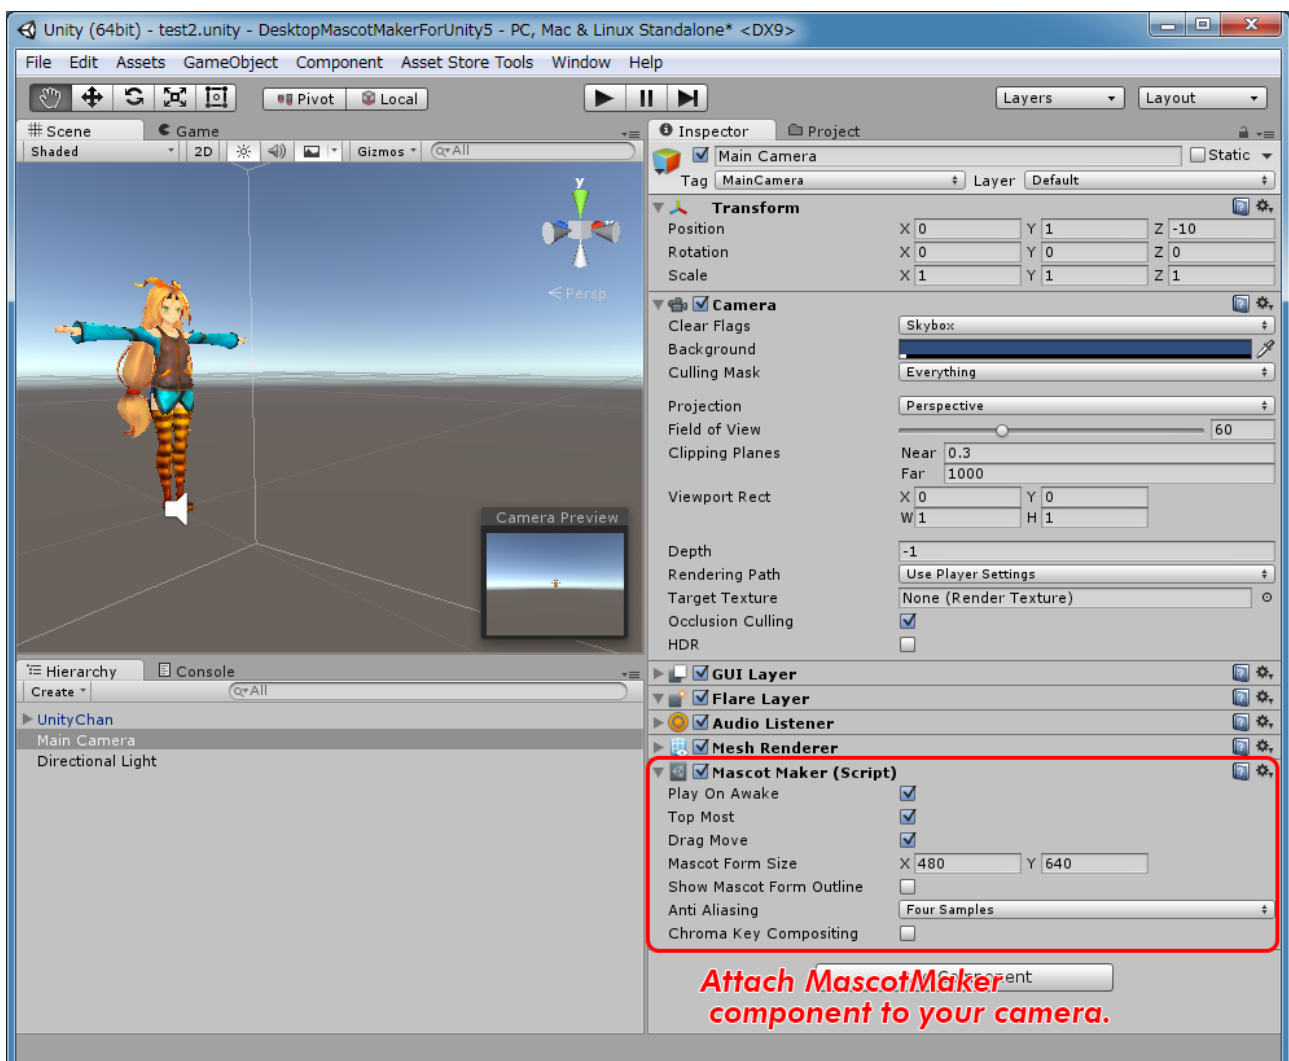 Unity (64bit) - test2.unity - DesktopMascotMakerForUnity5 - PC, Mac & Linux Standalone* <DX9>
File Edit Assets GameObject Component Asset Store Tools Window Help
Pivot Local Layers Layout
Scene Game
Shaded 2D Gizmos All
y
Persp
Camera Preview
Hierarchy Console
Create All
UnityChan
Main Camera
Directional Light
Inspector Project
Main Camera Static
Tag MainCamera Layer Default
Transform
Position X 0 Y 1 Z -10
Rotation X 0 Y 0 Z 0
Scale X 1 Y 1 Z 1
Camera
Clear Flags Skybox
Background
Culling Mask Everything
Projection Perspective
Field of View 60
Clipping Planes Near 0.3
Far 1000
Viewport Rect X 0 Y 0
W 1 H 1
Depth -1
Rendering Path Use Player Settings
Target Texture None (Render Texture)
Occlusion Culling
HDR
GUI Layer
Flare Layer
Audio Listener
Mesh Renderer
Mascot Maker (Script)
Play On Awake
Top Most
Drag Move
Mascot Form Size X 480 Y 640
Show Mascot Form Outline
Anti Aliasing Four Samples
Chroma Key Compositing
Attach MascotMaker
component to your camera.